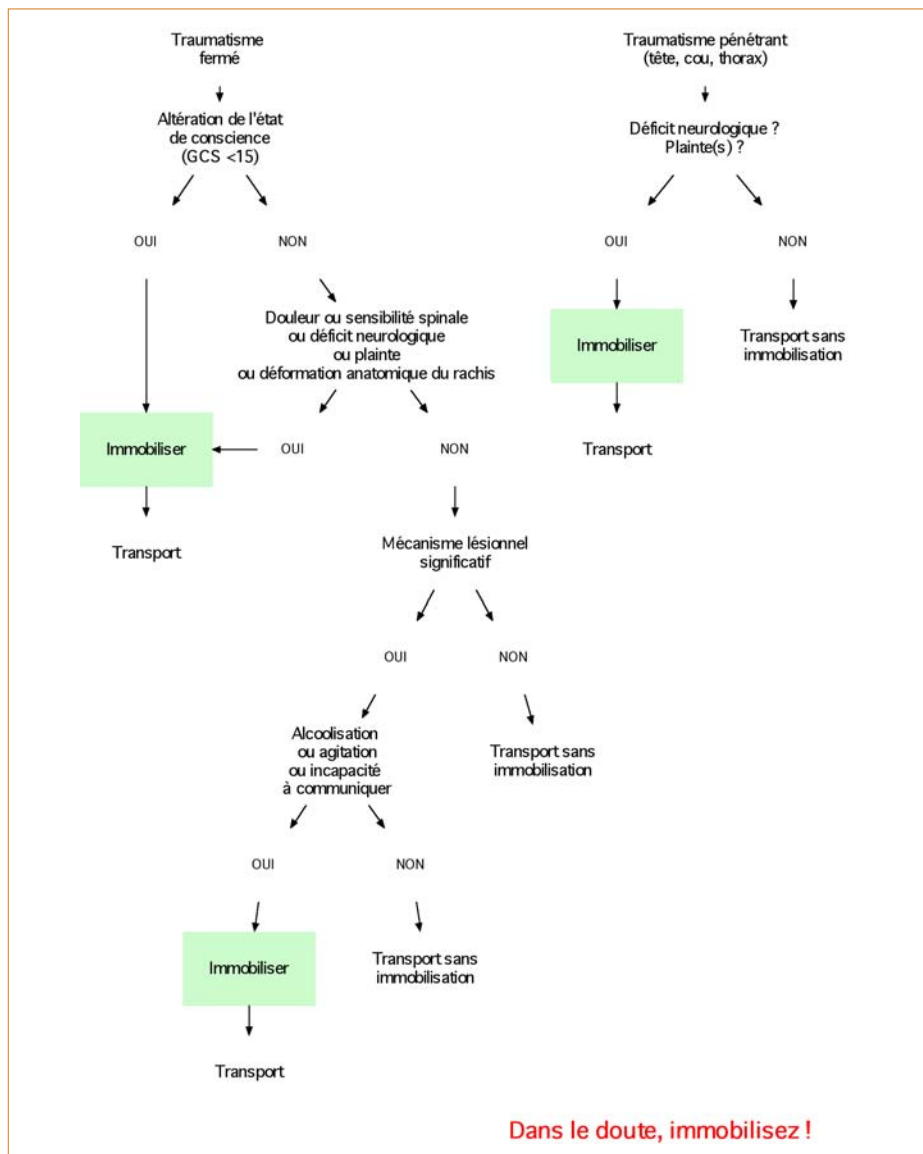 Traumatisme
fermé
Altération de l'état
de conscience
(GCS <15)
OUI
NON
Douleur ou sensibilité spinale
ou déficit neurologique
ou plainte
ou déformation anatomique du rachis
Immobiliser
OUI
NON
Transport
Mécanisme lésionnel
significatif
OUI
NON
Alcoolisation
ou agitation
ou incapacité
à communiquer
Transport sans
immobilisation
OUI
NON
Immobiliser
Transport sans
immobilisation
Transport
Traumatisme pénétrant
(tête, cou, thorax)
Déficit neurologique ?
Plainte(s) ?
OUI
NON
Immobiliser
Transport sans
immobilisation
Transport
Dans le doute, immobilisez !